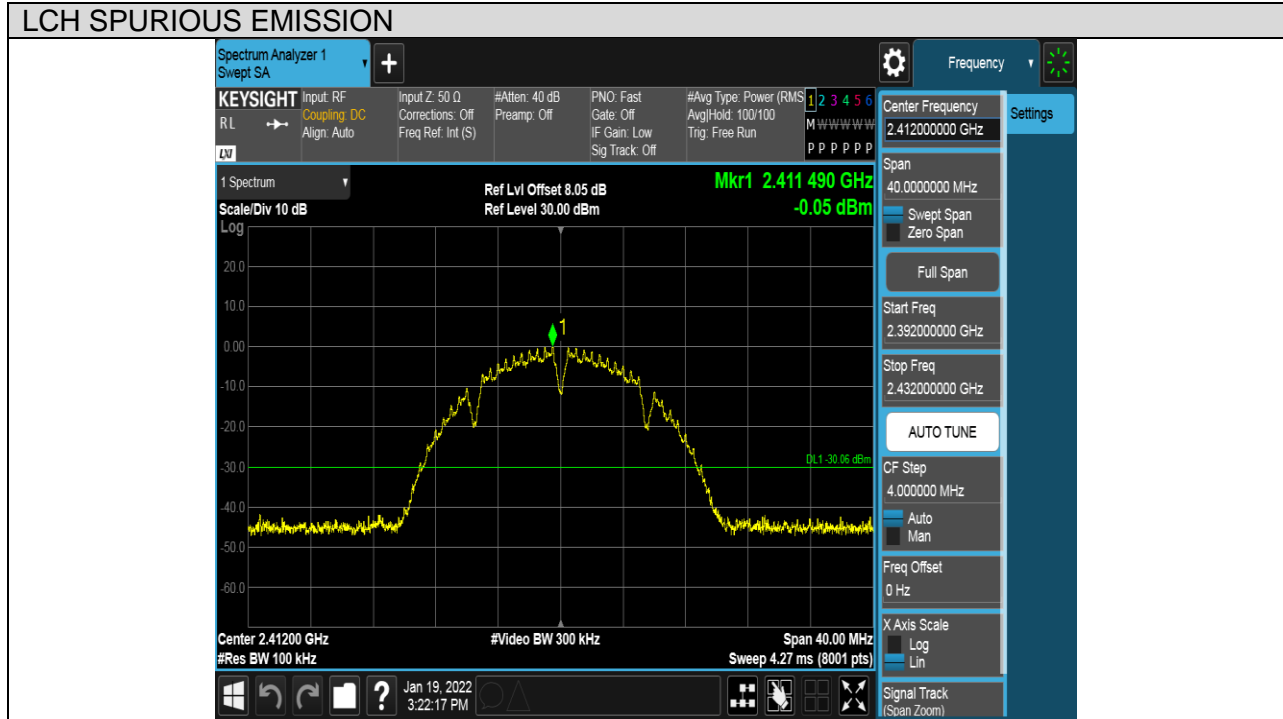 LCH SPURIOUS EMISSION
Spectrum Analyzer 1
Swept SA
+
Frequency
KEYSIGHT
RL
LXI
Input: RF
Coupling: DC
Align: Auto
Input Z: 50 Ω
Corrections: Off
Freq Ref: Int (S)
#Atten: 40 dB
Preamp: Off
PNO: Fast
Gate: Off
IF Gain: Low
Sig Track: Off
#Avg Type: Power (RMS
Avg|Hold: 100/100
Trig: Free Run
1 2 3 4 5 6
M W W W W W
P P P P P P
1 Spectrum
Scale/Div 10 dB
Ref Lvl Offset 8.05 dB
Ref Level 30.00 dBm
Mkr1 2.411 490 GHz
-0.05 dBm
Log
20.0
10.0
0.00
-10.0
-20.0
-30.0
-40.0
-50.0
-60.0
1
DL1 -30.06 dBm
Center 2.41200 GHz
#Res BW 100 kHz
#Video BW 300 kHz
Span 40.00 MHz
Sweep 4.27 ms (8001 pts)
?
Jan 19, 2022
3:22:17 PM
Center Frequency
2.412000000 GHz
Settings
Span
40.0000000 MHz
Swept Span
Zero Span
Full Span
Start Freq
2.392000000 GHz
Stop Freq
2.432000000 GHz
AUTO TUNE
CF Step
4.000000 MHz
Auto
Man
Freq Offset
0 Hz
X Axis Scale
Log
Lin
Signal Track
(Span Zoom)